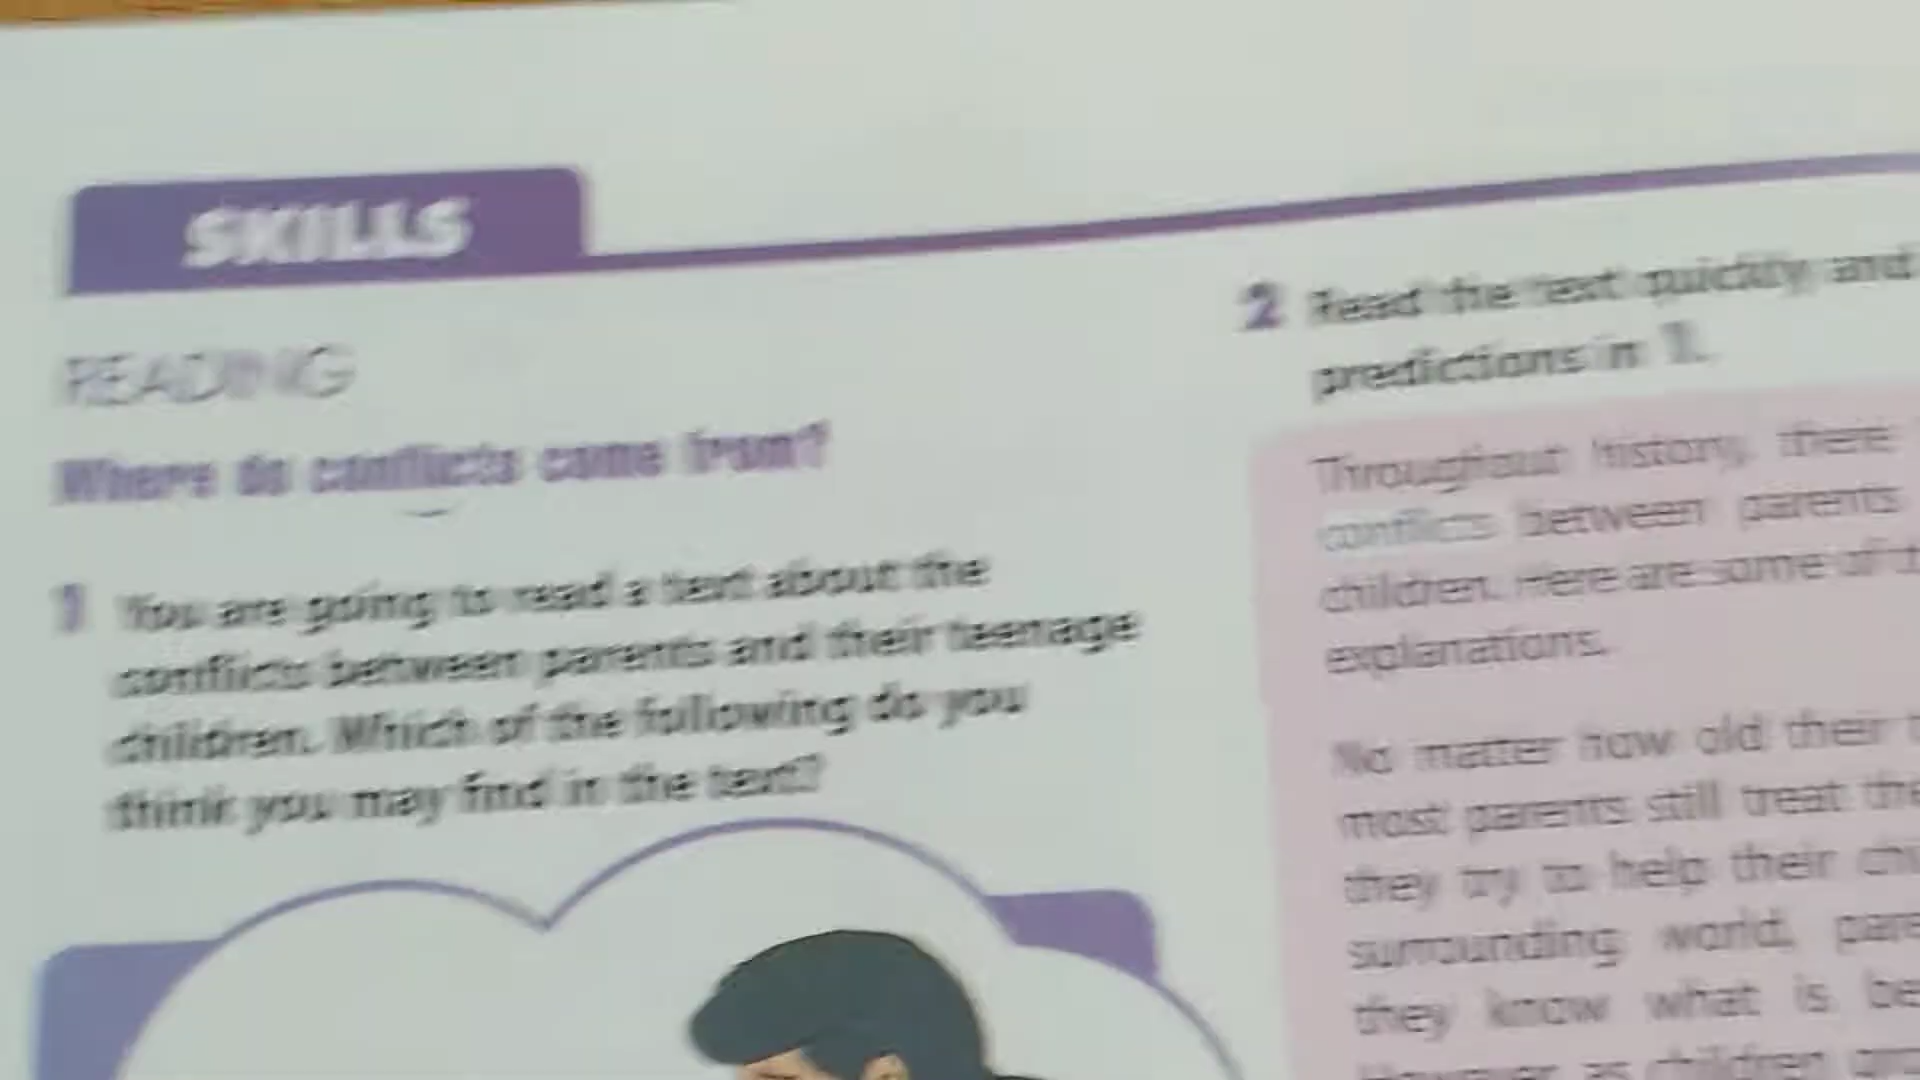 SKILLS
READING
Where do conflicts come from?
1 You are going to read a text about the
conflicts between parents and their teenage
children. Which of the following do you
think you may find in the text?
2 Read the text quickly and
predictions in 1.
Throughout history, there
conflicts between parents
children. Here are some of
explanations.
No matter how old their
most parents still treat
they try to help their
surrounding world,
they know what is
However, as children